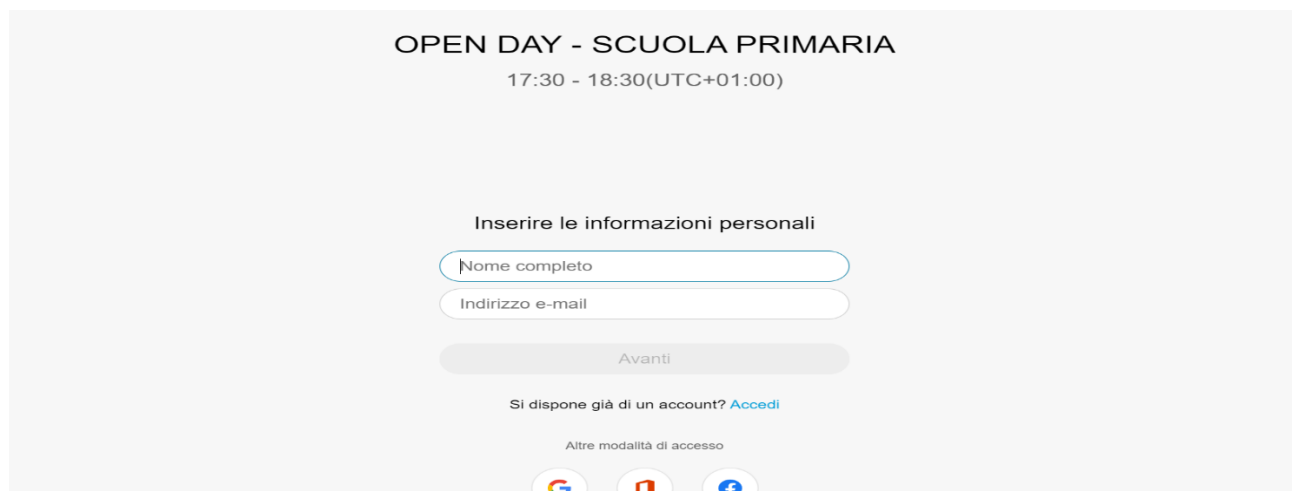 OPEN DAY - SCUOLA PRIMARIA
17:30 - 18:30(UTC+01:00)
Inserire le informazioni personali
Nome completo
Indirizzo e-mail
Avanti
Si dispone già di un account? Accedi
Altre modalità di accesso